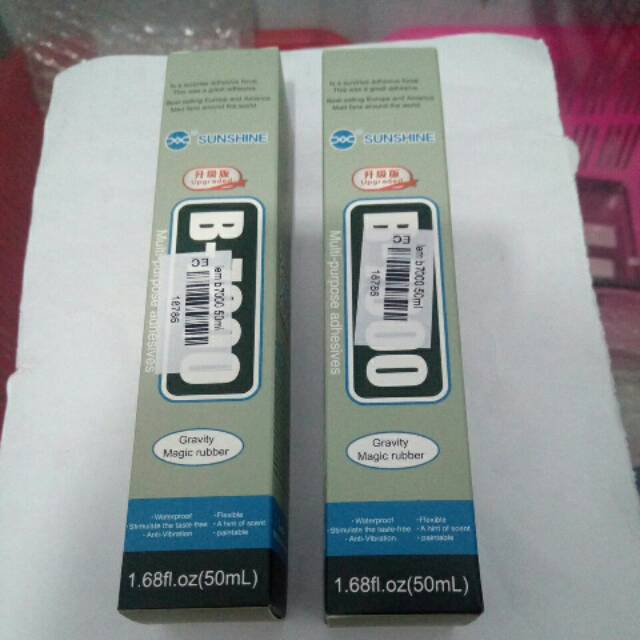 Is a surprise adhesive force.
This was a great adhesive.
Best-selling Europe and America
Mad fans around the world
SUNSHINE
升级版
Upgraded
B-7000
Multi-purpose adhesives
lem b7000 50ml
EC
16786
Gravity
Magic rubber
·Waterproof ·Flexible
·Stimulate the taste-free ·A hint of scent
·Anti-Vibration ·paintable
1.68fl.oz(50mL)
Is a surprise adhesive force.
This was a great adhesive.
Best-selling Europe and America
Mad fans around the world
SUNSHINE
升级版
Upgraded
B-7000
Multi-purpose adhesives
lem b7000 50ml
EC
16786
Gravity
Magic rubber
·Waterproof ·Flexible
·Stimulate the taste-free ·A hint of scent
·Anti-Vibration ·paintable
1.68fl.oz(50mL)